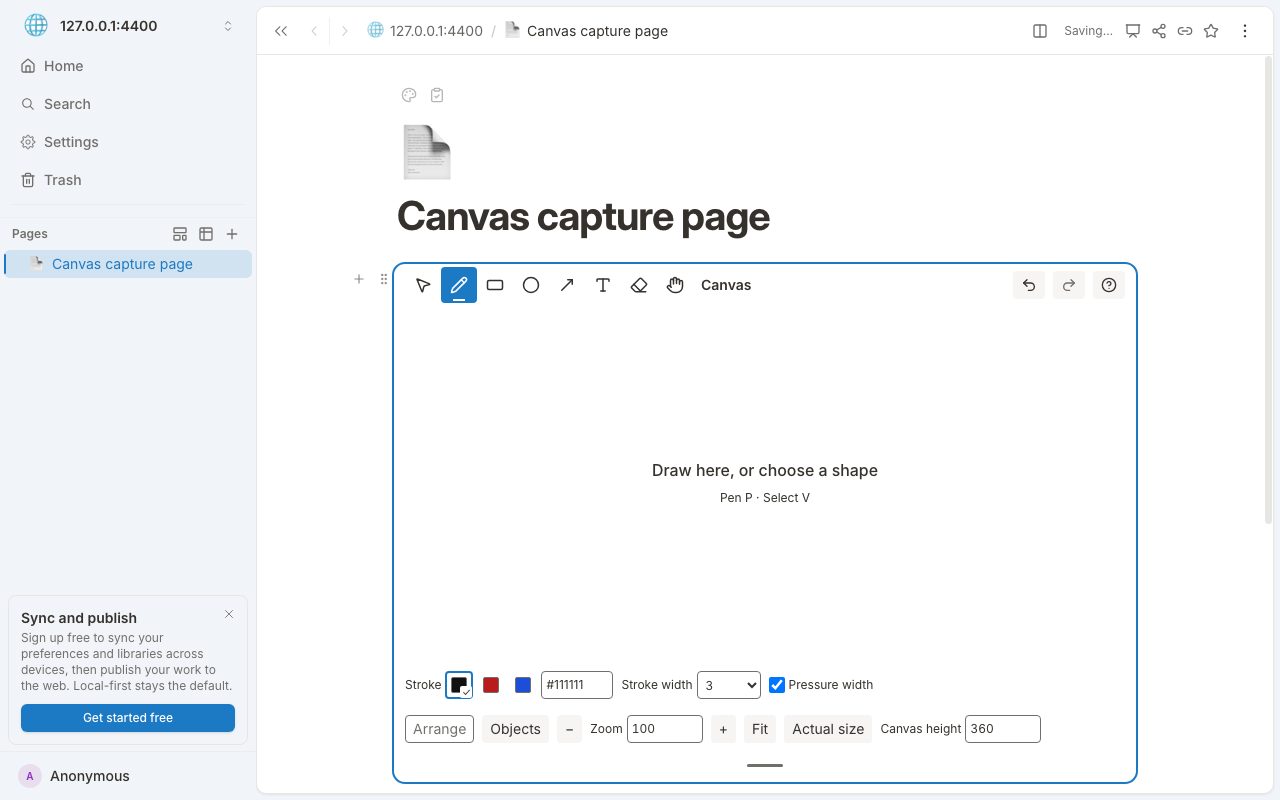 127.0.0.1:4400
Home
Search
Settings
Trash
Pages
Canvas capture page
Sync and publish
Sign up free to sync your
preferences and libraries across
devices, then publish your work to
the web. Local-first stays the default.
Get started free
A Anonymous
127.0.0.1:4400 / Canvas capture page
Saving...
Canvas capture page
Canvas
Draw here, or choose a shape
Pen P · Select V
Stroke #111111 Stroke width 3 Pressure width
Arrange Objects − Zoom 100 + Fit Actual size Canvas height 360